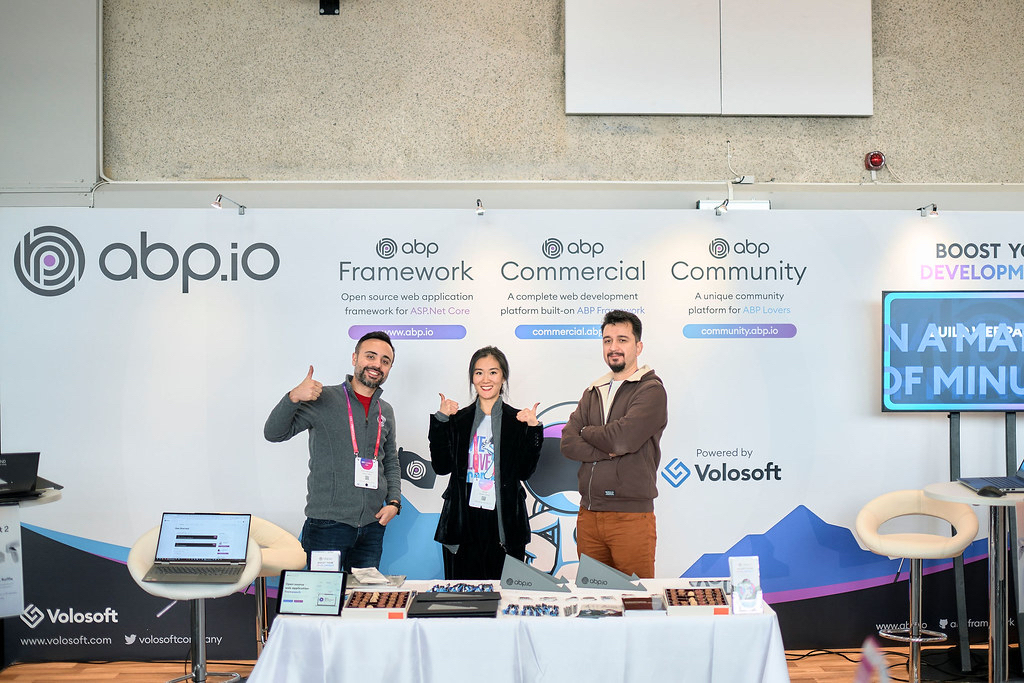 abp.io
abp
Framework
Open source web application
framework for ASP.Net Core
www.abp.io
abp
Commercial
A complete web development
platform built-on ABP Framework
commercial.abp
abp
Community
A unique community
platform for ABP Lovers
community.abp.io
BOOST YO
DEVELOPM
N A MAT
OF MINU
Powered by
Volosoft
Volosoft
www.volosoft.com
volosoftcompany
abp.io
abp.io